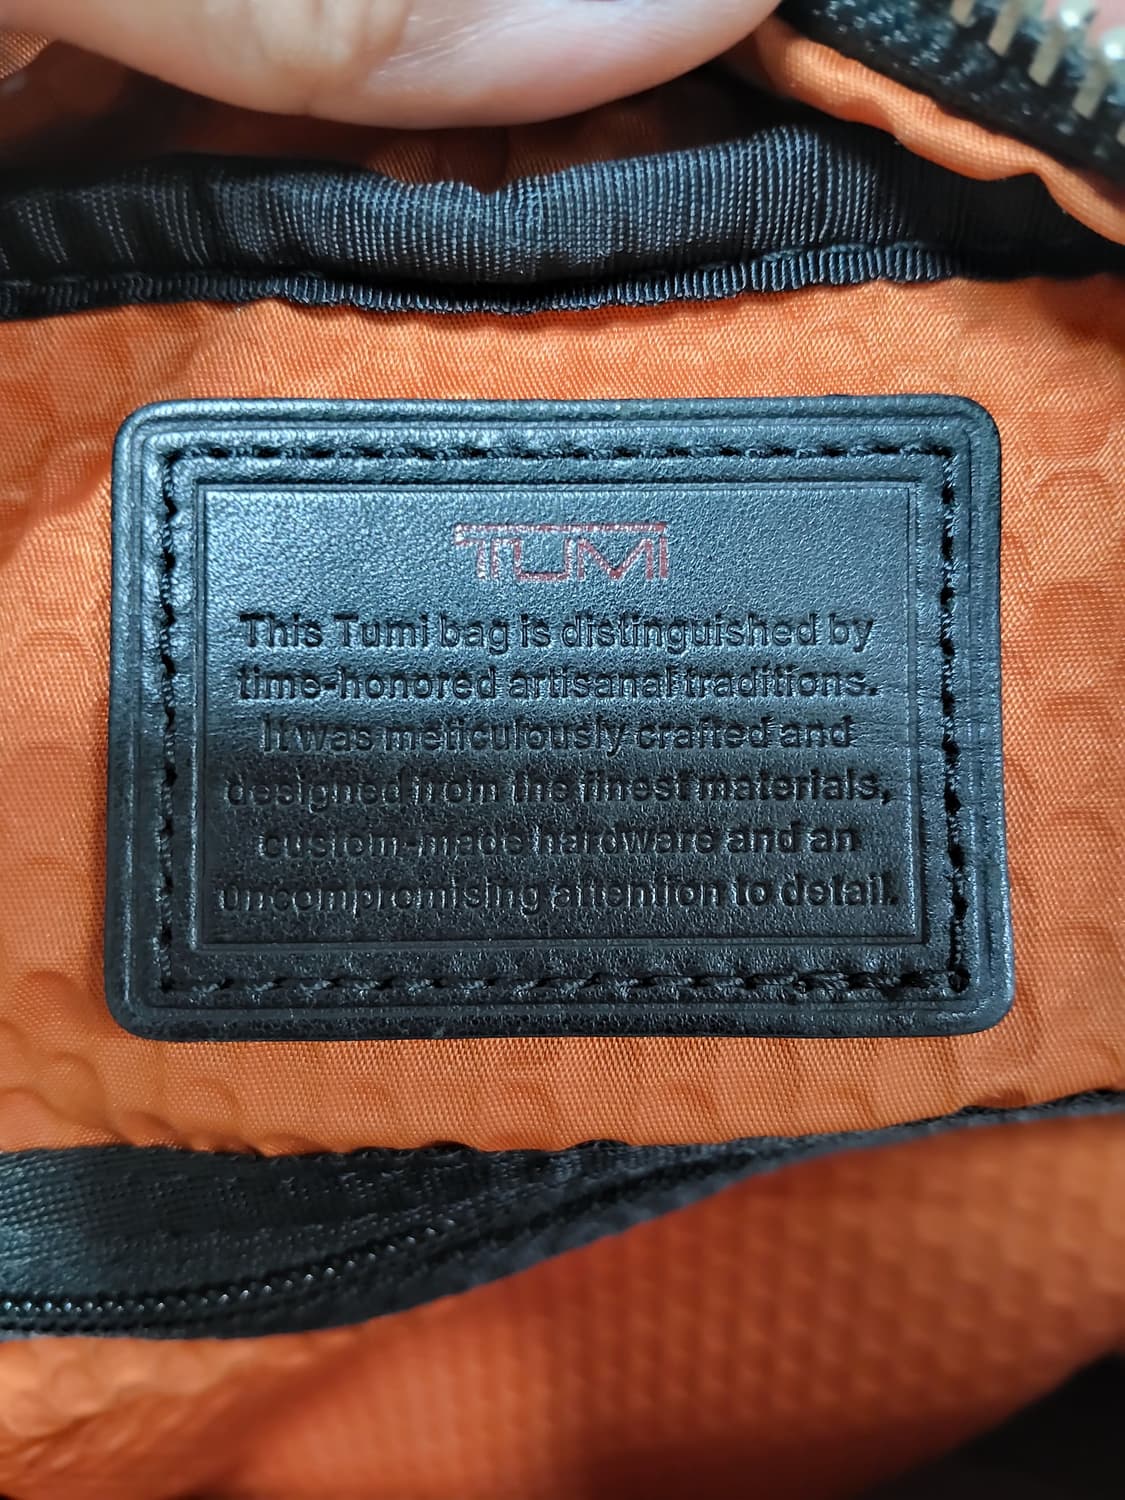 TUMI
This Tumi bag is distinguished by
time-honored artisanal traditions.
It was meticulously crafted and
designed from the finest materials,
custom-made hardware and an
uncompromising attention to detail.